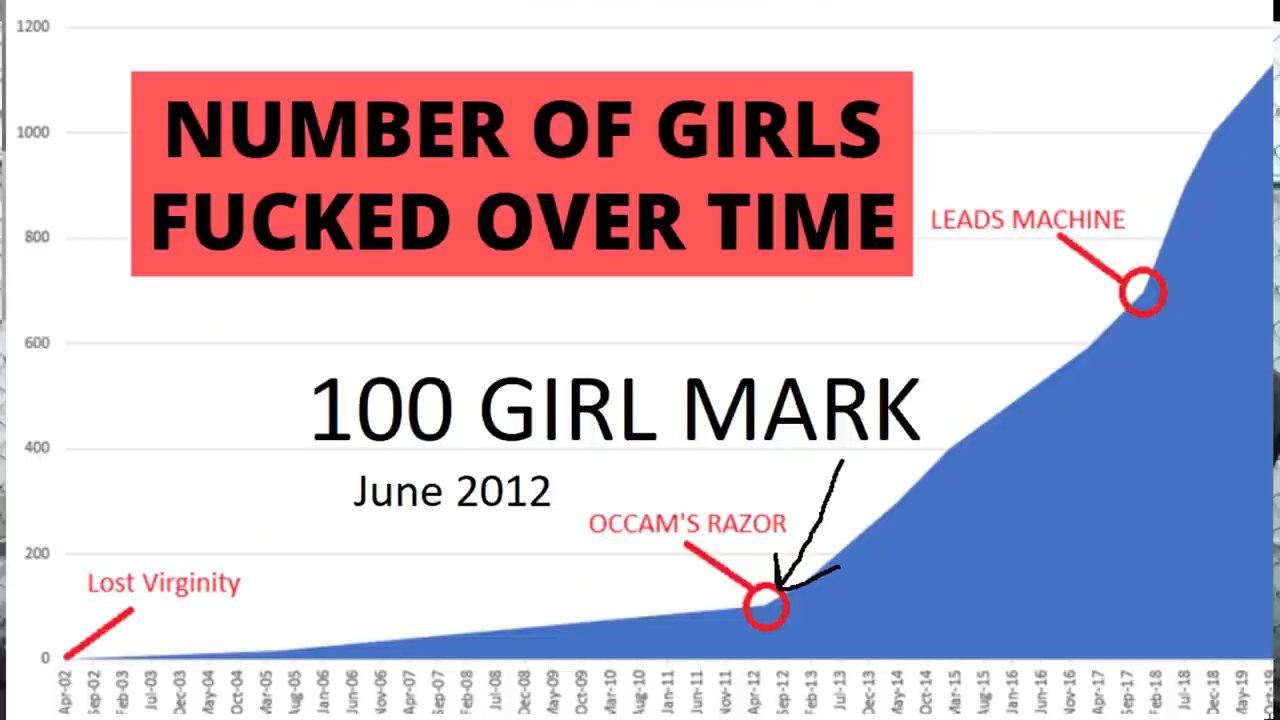 1200
NUMBER OF GIRLS
FUCKED OVER TIME
1000
LEADS MACHINE
800
600
100 GIRL MARK
400
June 2012
OCCAM'S RAZOR
200
Lost Virginity
0
Apr-02
Sep-02
Feb-03
Jul-03
Dec-03
May-04
Oct-04
Mar-05
Aug-05
Jan-06
Jun-06
Nov-06
Apr-07
Sep-07
Feb-08
Jul-08
Dec-08
May-09
Oct-09
Mar-10
Aug-10
Jan-11
Jun-11
Nov-11
Apr-12
Sep-12
Feb-13
Jul-13
Dec-13
May-14
Oct-14
Mar-15
Aug-15
Jan-16
Jun-16
Nov-16
Apr-17
Sep-17
Feb-18
Jul-18
Dec-18
May-19